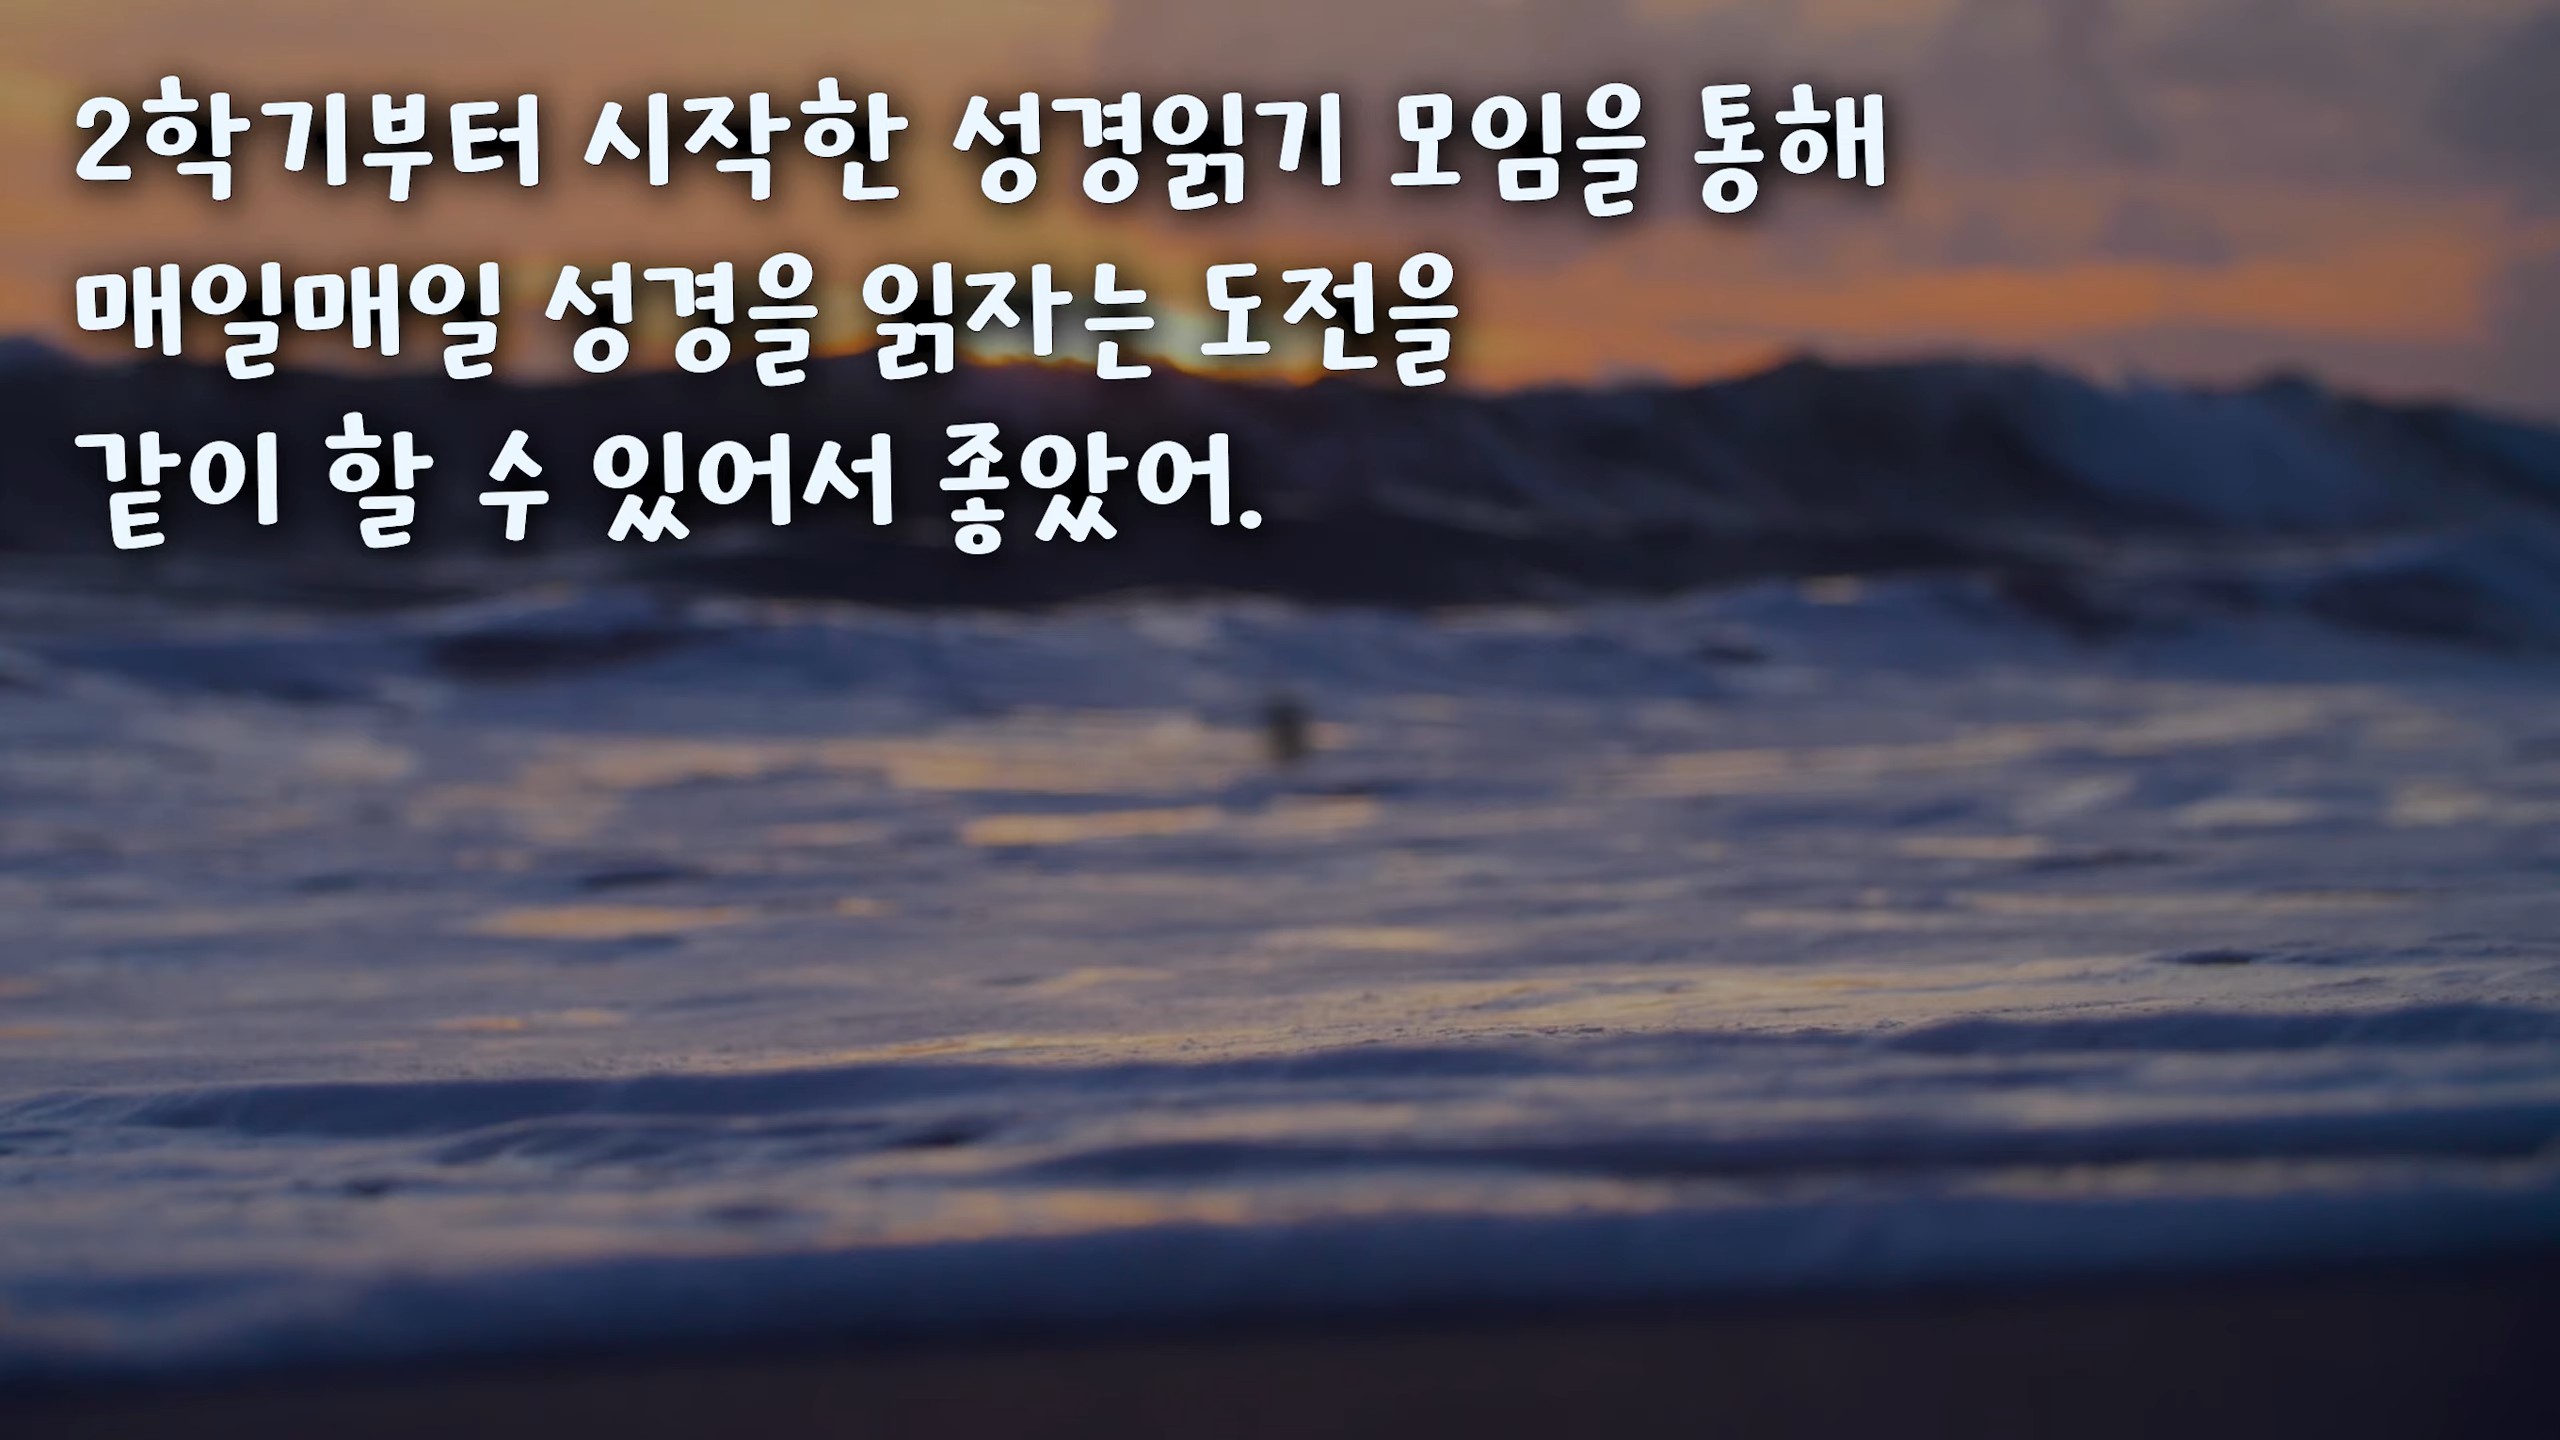 2학기부터 시작한 성경읽기 모임을 통해
매일매일 성경을 읽자는 도전을
같이 할 수 있어서 좋았어.